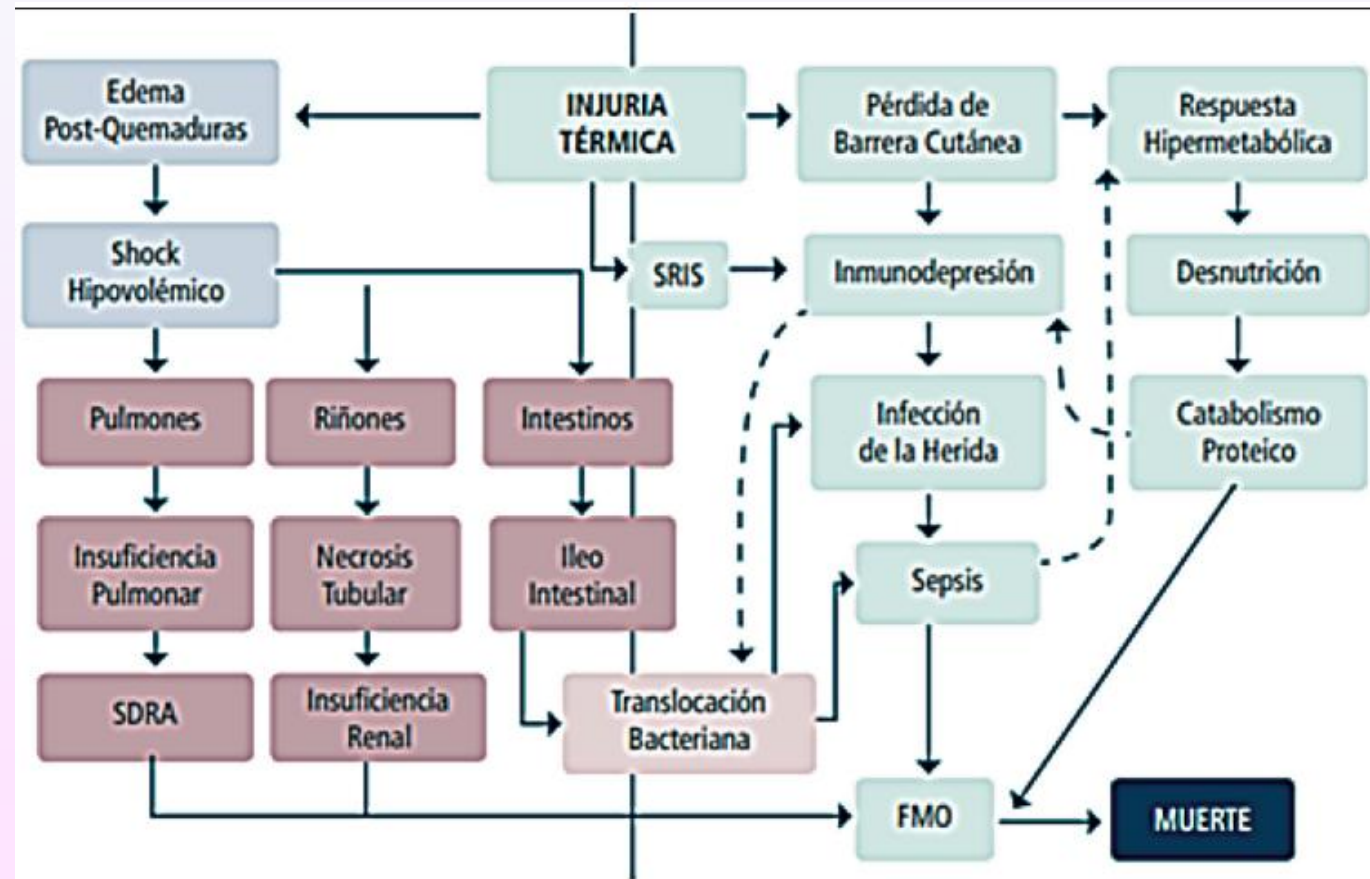 Edema
Post-Quemaduras
INJURIA
TÉRMICA
Pérdida de
Barrera Cutánea
Respuesta
Hipermetabólica
Shock
Hipovolémico
SRIS
Inmunodepresión
Desnutrición
Pulmones
Riñones
Intestinos
Infección
de la Herida
Catabolismo
Proteico
Insuficiencia
Pulmonar
Necrosis
Tubular
Ileo
Intestinal
Sepsis
SDRA
Insuficiencia
Renal
Translocación
Bacteriana
FMO
MUERTE